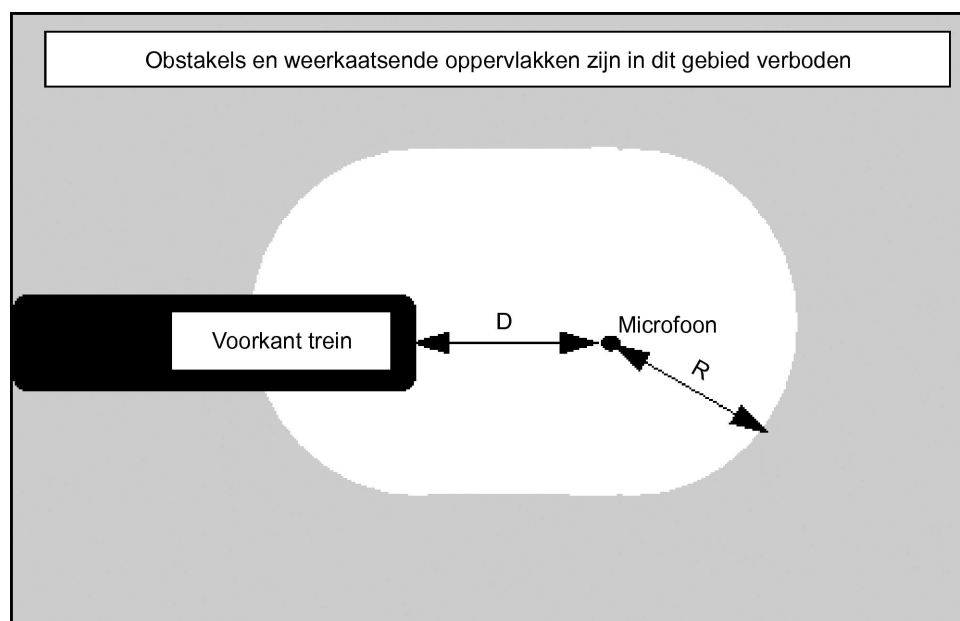 Obstakels en weerkaatsende oppervlakken zijn in dit gebied verboden
D
Microfoon
Voorkant trein
R